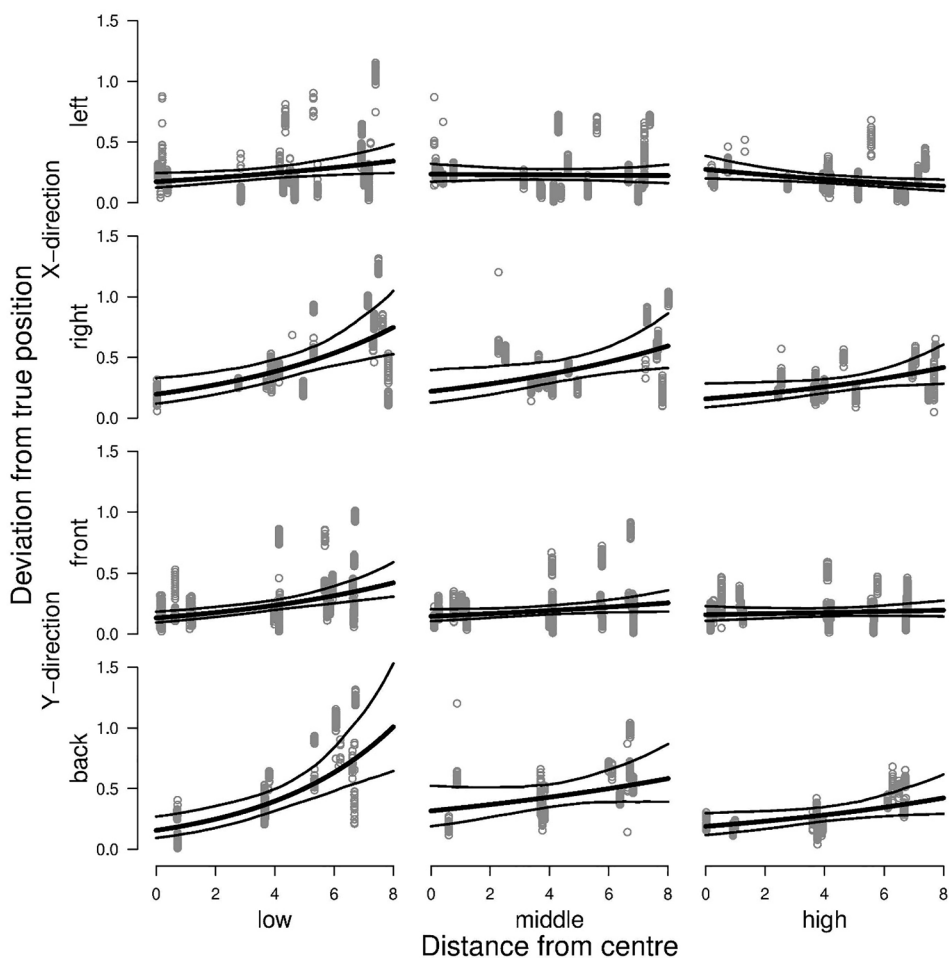 Deviation from true position
X−direction
left
1.5
1.0
0.5
0.0
right
1.5
1.0
0.5
0.0
Y−direction
front
1.5
1.0
0.5
0.0
back
1.5
1.0
0.5
0.0
0 2 4 6 8
0 2 4 6 8
0 2 4 6 8
low
middle
high
Distance from centre